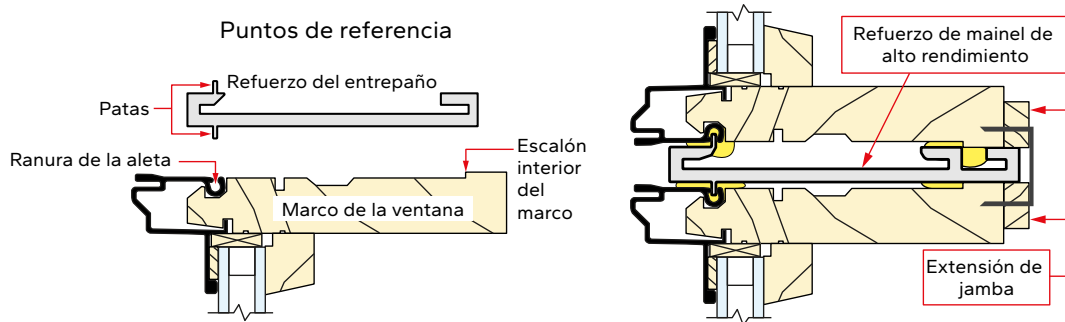 Puntos de referencia
Refuerzo del entrepaño
Patas
Ranura de la aleta
Escalón
interior
del
marco
Marco de la ventana
Refuerzo de mainel de
alto rendimiento
Extensión de
jamba